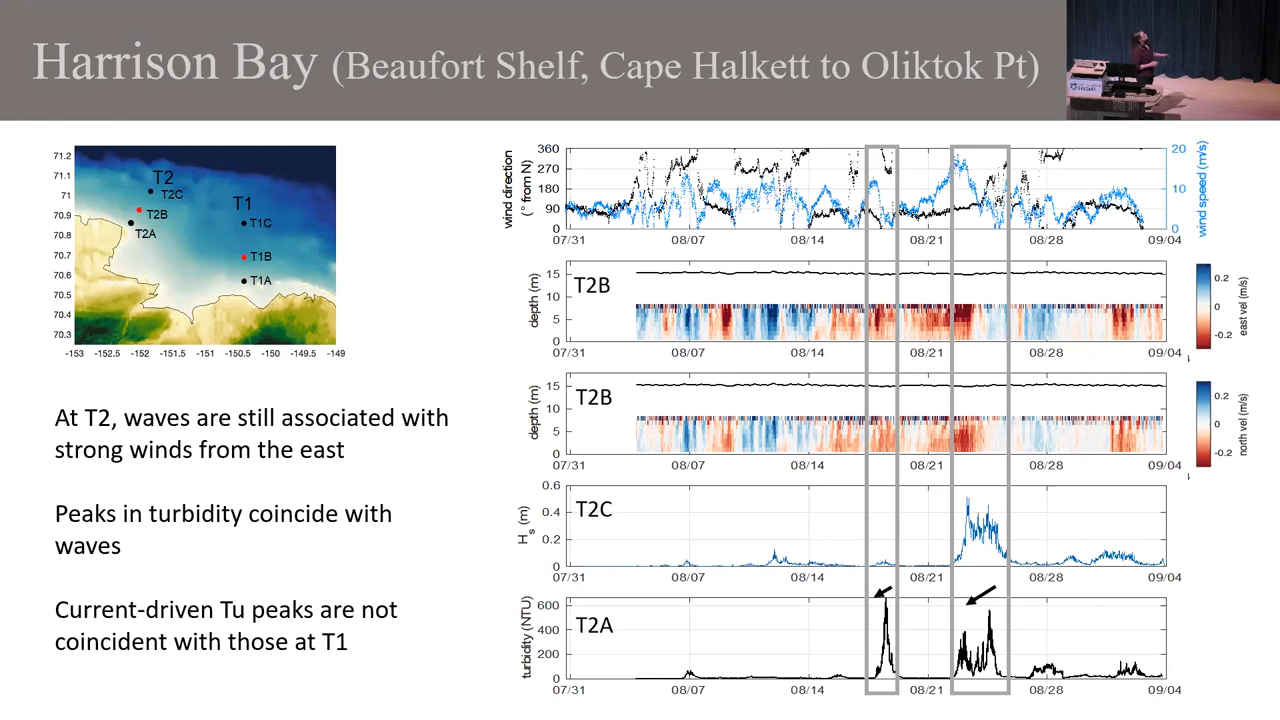 Harrison Bay (Beaufort Shelf, Cape Halkett to Oliktok Pt)
71.2
71.1
71
70.9
70.8
70.7
70.6
70.5
70.4
70.3
-153 -152.5 -152 -151.5 -151 -150.5 -150 -149.5 -149
T2
T2C
T2B
T2A
T1
T1C
T1B
T1A
At T2, waves are still associated with
strong winds from the east
Peaks in turbidity coincide with
waves
Current-driven Tu peaks are not
coincident with those at T1
wind direction
(° from N)
360
270
180
90
0
20
10
0
wind speed (m/s)
07/31 08/07 08/14 08/21 08/28 09/04
T2B
depth (m)
15
10
5
0
07/31 08/07 08/14 08/21 08/28 09/04
0.2
0
-0.2
east vel (m/s)
T2B
depth (m)
15
10
5
0
07/31 08/07 08/14 08/21 08/28 09/04
0.2
0
-0.2
north vel (m/s)
T2C
Hs (m)
0.6
0.4
0.2
0
07/31 08/07 08/14 08/21 08/28 09/04
T2A
turbidity (NTU)
600
400
200
0
07/31 08/07 08/14 08/21 08/28 09/04